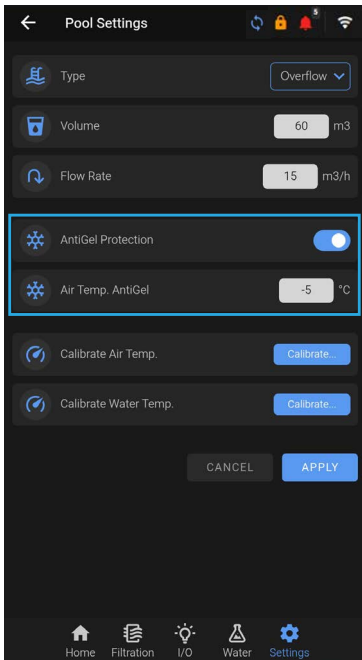 Pool Settings
5
Type
Overflow
Volume
60 m3
Flow Rate
15 m3/h
AntiGel Protection
Air Temp. AntiGel
-5 °C
Calibrate Air Temp.
Calibrate...
Calibrate Water Temp.
Calibrate...
CANCEL
APPLY
Home
Filtration
I/O
Water
Settings